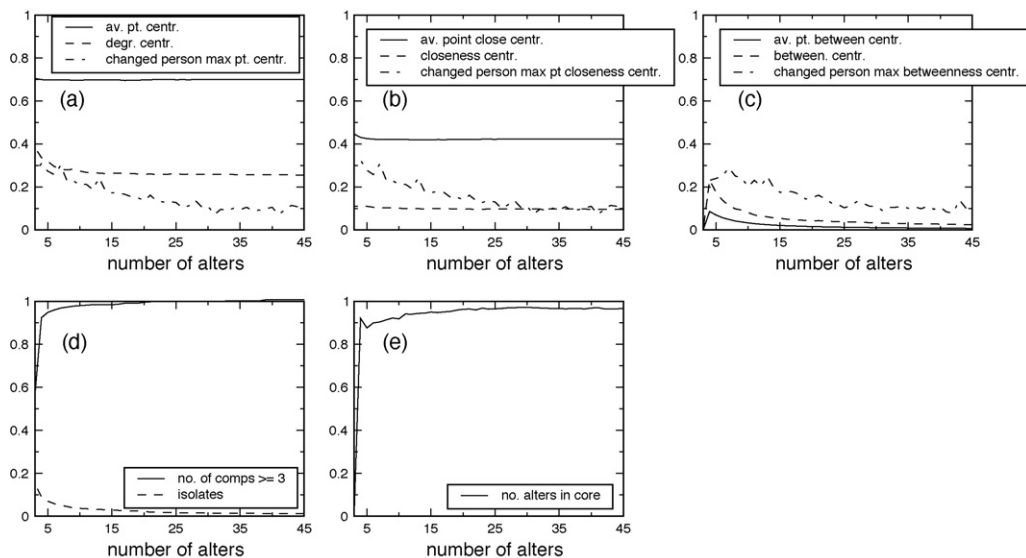 av. pt. centr.
degr. centr.
changed person max pt. centr.
1
0.8
0.6
0.4
0.2
0
(a)
5
15
25
35
45
number of alters
av. point close centr.
closeness centr.
changed person max pt closeness centr.
1
0.8
0.6
0.4
0.2
0
(b)
5
15
25
35
45
number of alters
av. pt. between centr.
between. centr.
changed person max betweenness centr.
1
0.8
0.6
0.4
0.2
0
(c)
5
15
25
35
45
number of alters
1
0.8
0.6
0.4
0.2
0
(d)
no. of comps >= 3
isolates
5
15
25
35
45
number of alters
1
0.8
0.6
0.4
0.2
0
(e)
no. alters in core
5
15
25
35
45
number of alters